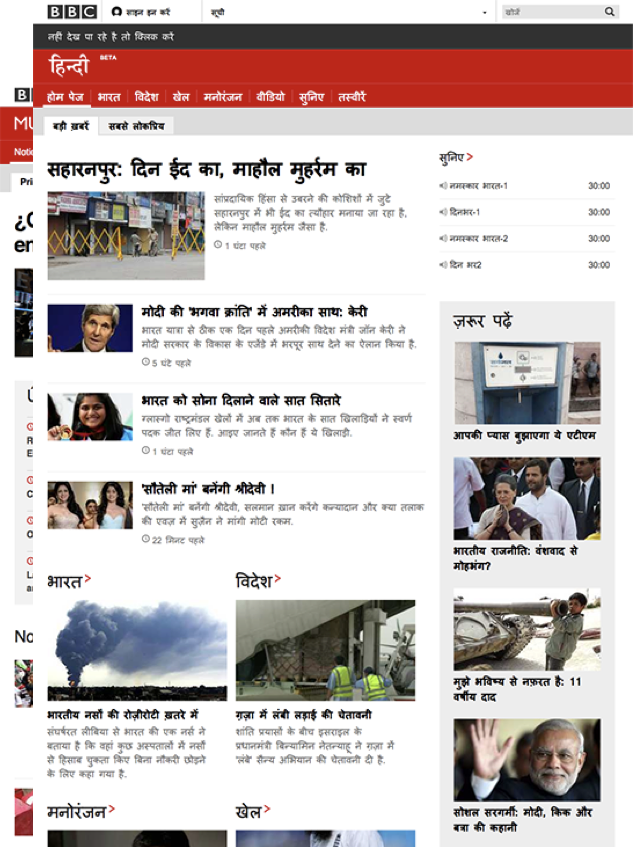 BBC
साइन इन करें
सूची
खोजें
नहीं देख पा रहे है तो क्लिक करें
हिन्दी BETA
होम पेज
भारत
विदेश
खेल
मनोरंजन
वीडियो
सुनिए
तस्वीरें
बड़ी ख़बरें
सबसे लोकप्रिय
सहारनपुर: दिन ईद का, माहौल मुहर्रम का
सांप्रदायिक हिंसा से उबरने की कोशिशों में जुटे
सहारनपुर में भी ईद का त्यौहार मनाया जा रहा है,
लेकिन माहौल मुहर्रम जैसा है.
1 घंटा पहले
मोदी की 'भगवा क्रांति' में अमरीका साथ: केरी
भारत यात्रा से ठीक एक दिन पहले अमरीकी विदेश मंत्री जॉन केरी ने
मोदी सरकार के विकास के एजेंडे में भरपूर साथ देने का ऐलान किया है.
5 घंटे पहले
भारत को सोना दिलाने वाले सात सितारे
ग्लास्गो राष्ट्रमंडल खेलों में अब तक भारत के सात खिलाड़ियों ने स्वर्ण
पदक जीत लिए हैं. आइए जानते हैं कौन हैं ये खिलाड़ी.
1 घंटा पहले
'सौतेली मां' बनेंगी श्रीदेवी !
'सौतेली मां' बनेंगी श्रीदेवी, सलमान ख़ान करेंगे कन्यादान और क्या तलाक
की एवज़ में सुज़ैन ने मांगी मोटी रकम.
22 मिनट पहले
भारत >
भारतीय नर्सों की रोज़ीरोटी ख़तरे में
संघर्षरत लीबिया से भारत की एक नर्स ने
बताया है कि वहां कुछ अस्पतालों में नर्सों
से हिसाब चुकता किए बिना नौकरी छोड़ने
के लिए कहा गया है.
विदेश >
ग़ज़ा में लंबी लड़ाई की चेतावनी
शांति प्रयासों के बीच इसराइल के
प्रधानमंत्री बिन्यामिन नेतन्याहू ने ग़ज़ा में
'लंबे' सैन्य अभियान की चेतावनी दी है.
मनोरंजन >
खेल >
सुनिए >
नमस्कार भारत-1 30:00
दिनभर-1 30:00
नमस्कार भारत-2 30:00
दिन भर2 30:00
ज़रूर पढ़ें
आपकी प्यास बुझाएगा ये एटीएम
भारतीय राजनीति: वंशवाद से
मोहभंग?
मुझे भविष्य से नफ़रत है: 11
वर्षीय दाद
सोशल सरगर्मी: मोदी, किक और
बत्रा की कहानी